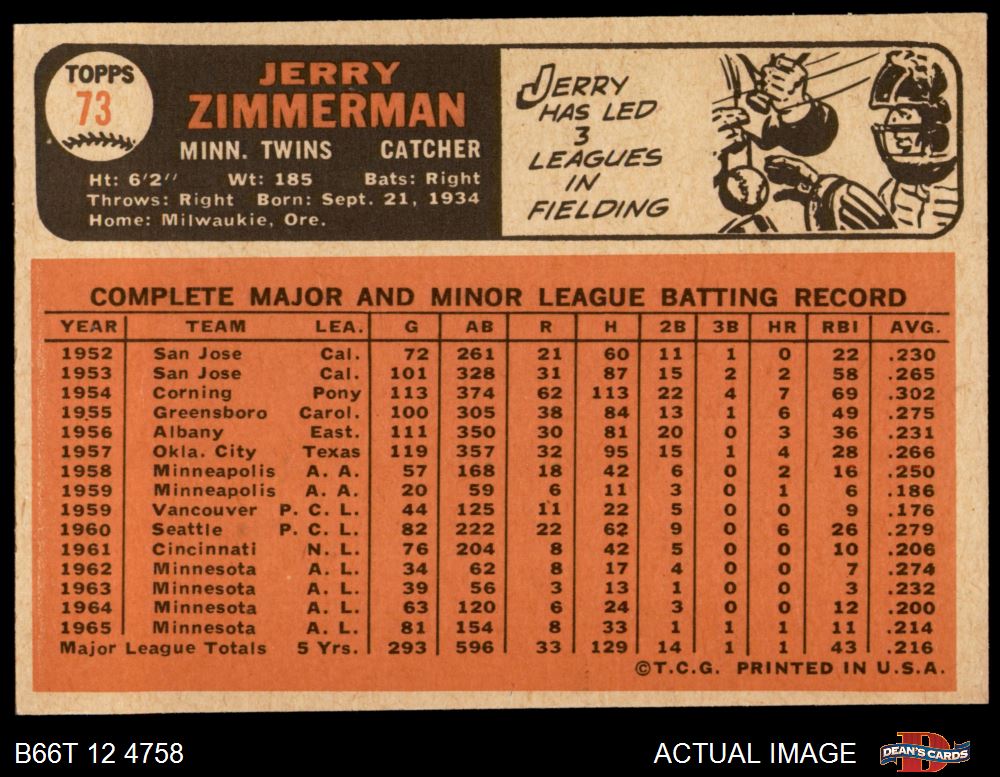 TOPPS
73
JERRY
ZIMMERMAN
MINN. TWINS CATCHER
Ht: 6'2" Wt: 185 Bats: Right
Throws: Right Born: Sept. 21, 1934
Home: Milwaukie, Ore.
JERRY
HAS LED
3
LEAGUES
IN
FIELDING
COMPLETE MAJOR AND MINOR LEAGUE BATTING RECORD
YEAR TEAM LEA. G AB R H 2B 3B HR RBI AVG.
1952 San Jose Cal. 72 261 21 60 11 1 0 22 .230
1953 San Jose Cal. 101 328 31 87 15 2 2 58 .265
1954 Corning Pony 113 374 62 113 22 4 7 69 .302
1955 Greensboro Carol. 100 305 38 84 13 1 6 49 .275
1956 Albany East. 111 350 30 81 20 0 3 36 .231
1957 Okla. City Texas 119 357 32 95 15 1 4 28 .266
1958 Minneapolis A. A. 57 168 18 42 6 0 2 16 .250
1959 Minneapolis A. A. 20 59 6 11 3 0 1 6 .186
1959 Vancouver P. C. L. 44 125 11 22 5 0 0 9 .176
1960 Seattle P. C. L. 82 222 22 62 9 0 6 26 .279
1961 Cincinnati N. L. 76 204 8 42 5 0 0 10 .206
1962 Minnesota A. L. 34 62 8 17 4 0 0 7 .274
1963 Minnesota A. L. 39 56 3 13 1 0 0 3 .232
1964 Minnesota A. L. 63 120 6 24 3 0 0 12 .200
1965 Minnesota A. L. 81 154 8 33 1 1 1 11 .214
Major League Totals 5 Yrs. 293 596 33 129 14 1 1 43 .216
©T.C.G. PRINTED IN U.S.A.
B66T 12 4758 ACTUAL IMAGE DEAN'S CARDS